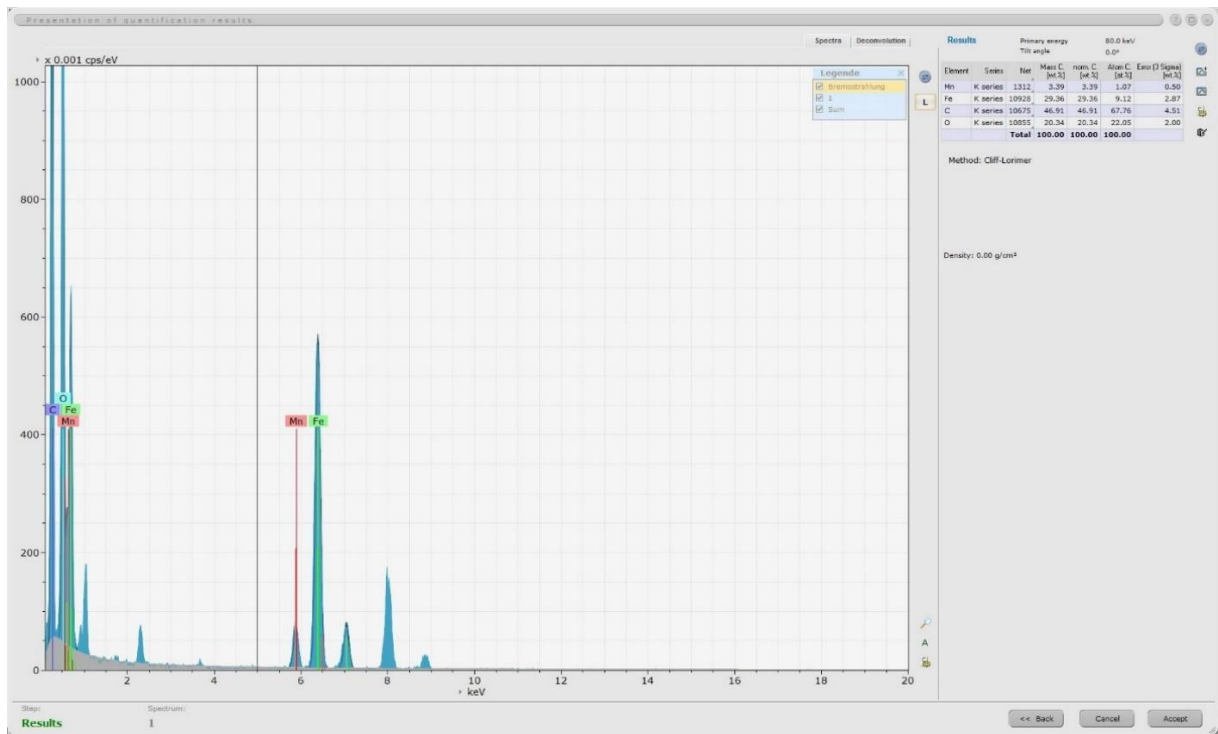 Presentation of quantification results
Spectra Deconvolution
x 0.001 cps/eV
1000
800
600
400
200
0
2 4 6 8 10 12 14 16 18 20
keV
C O Fe Mn
Mn Fe
Legende
Bremsstrahlung
1
Sum
L
A
Results Primary energy 80.0 keV
Tilt angle 0.0°
Element Series Net Mass C. [wt.%] norm. C. [wt.%] Atom C. [at.%] Error (3 Sigma) [wt.%]
Mn K series 1312 3.39 3.39 1.07 0.50
Fe K series 10928 29.36 29.36 9.12 2.87
C K series 10675 46.91 46.91 67.76 4.51
O K series 10855 20.34 20.34 22.05 2.00
Total 100.00 100.00 100.00
Method: Cliff-Lorimer
Density: 0.00 g/cm³
Step: Spectrum:
Results 1
<< Back Cancel Accept